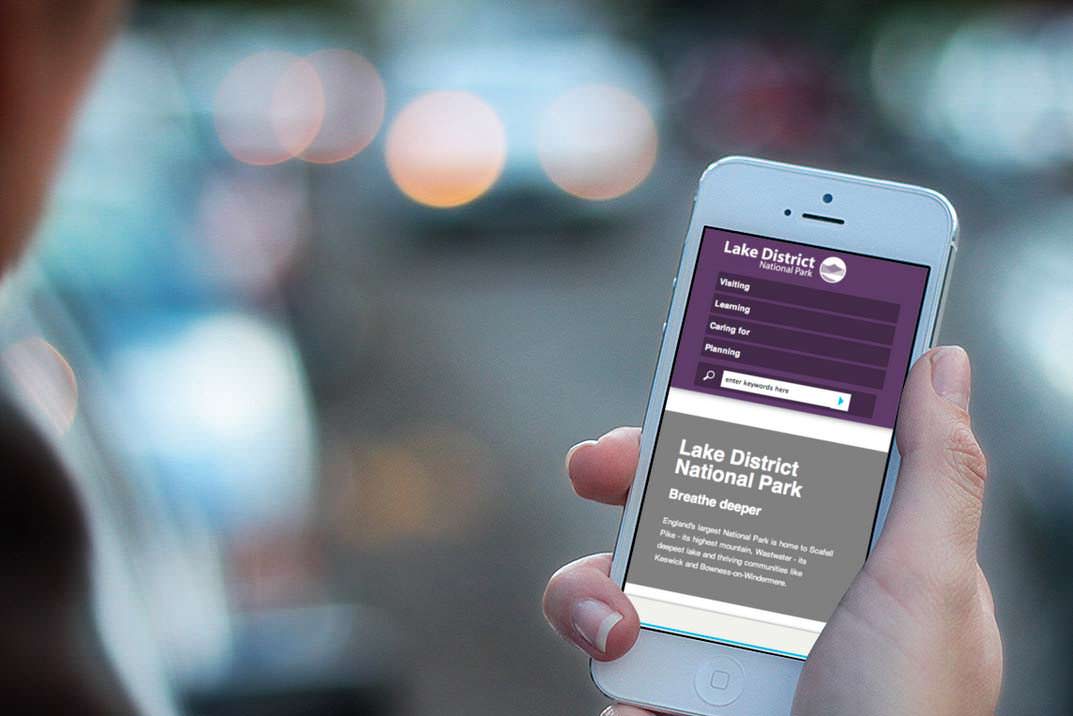 Lake District
National Park
Visiting
Learning
Caring for
Planning
enter keywords here
Lake District
National Park
Breathe deeper
England's largest National Park is home to Scafell
Pike - its highest mountain, Wastwater - its
deepest lake and thriving communities like
Keswick and Bowness-on-Windermere.